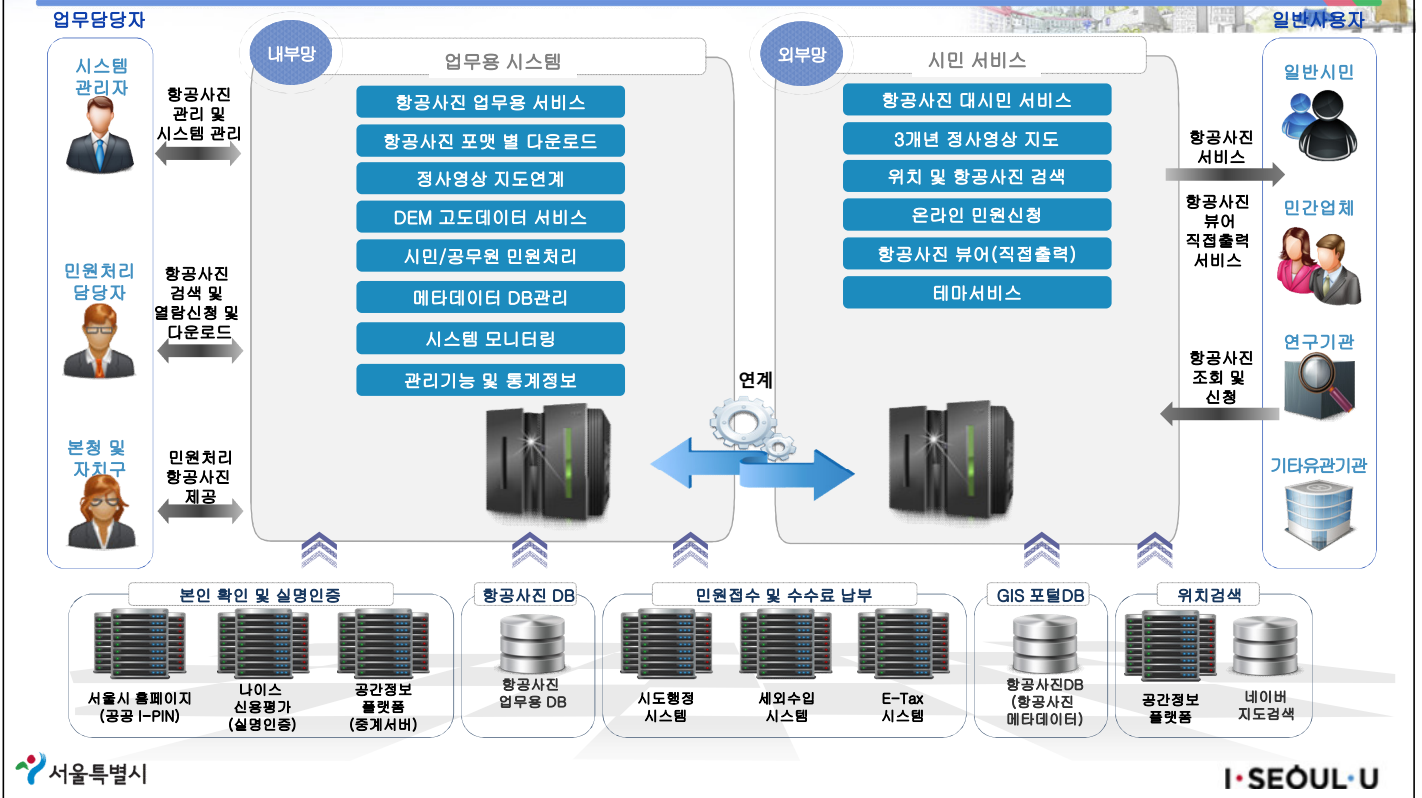 업무담당자
일반사용자
내부망
업무용 시스템
외부망
시민 서비스
시스템
관리자
항공사진
관리 및
시스템 관리
민원처리
담당자
항공사진
검색 및
열람신청 및
다운로드
본청 및
자치구
민원처리
항공사진
제공
항공사진 업무용 서비스
항공사진 포맷 별 다운로드
정사영상 지도연계
DEM 고도데이터 서비스
시민/공무원 민원처리
메타데이터 DB관리
시스템 모니터링
관리기능 및 통계정보
연계
항공사진 대시민 서비스
3개년 정사영상 지도
위치 및 항공사진 검색
온라인 민원신청
항공사진 뷰어(직접출력)
테마서비스
항공사진
서비스
항공사진
뷰어
직접출력
서비스
항공사진
조회 및
신청
일반시민
민간업체
연구기관
기타유관기관
본인 확인 및 실명인증
서울시 홈페이지
(공공 I-PIN)
나이스
신용평가
(실명인증)
공간정보
플랫폼
(중계서버)
항공사진 DB
항공사진
업무용 DB
민원접수 및 수수료 납부
시도행정
시스템
세외수입
시스템
E-Tax
시스템
GIS 포털DB
항공사진DB
(항공사진
메타데이터)
위치검색
공간정보
플랫폼
네이버
지도검색
서울특별시
I·SEOUL·U